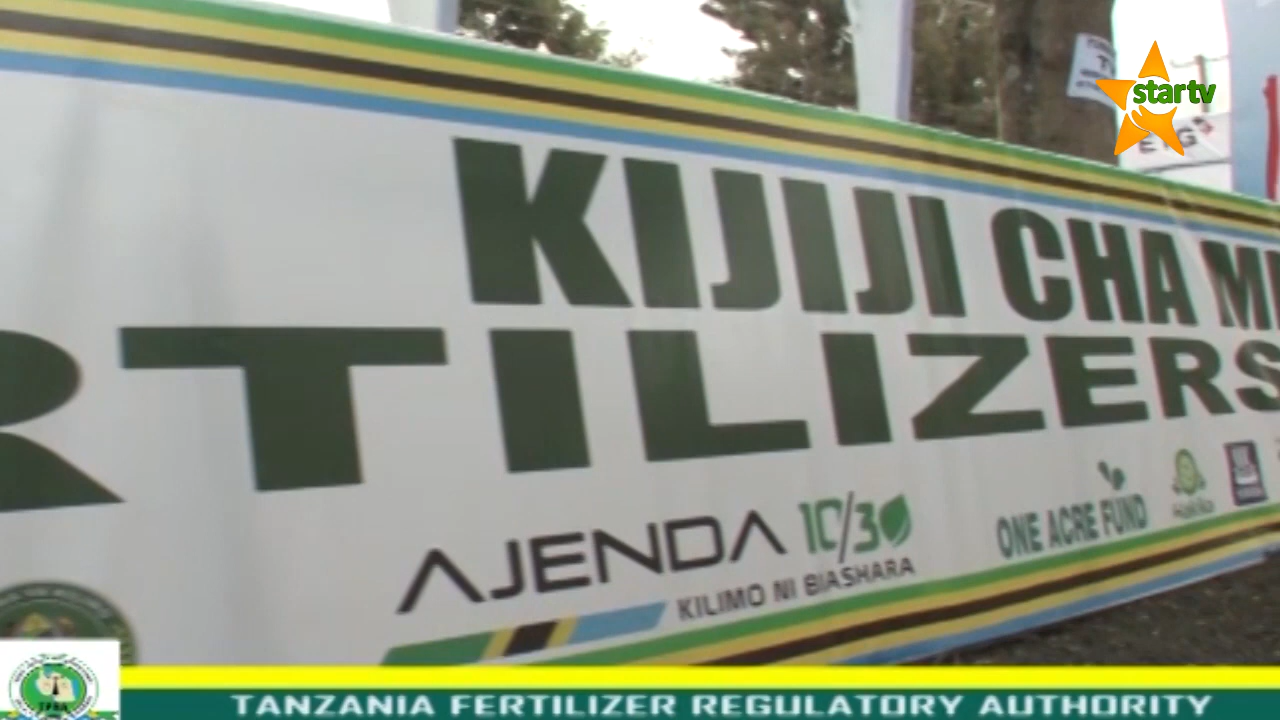 startv
KIJIJI CHA
RTILIZERS
AJENDA 10/30
KILIMO NI BIASHARA
ONE ACRE FUND
TANZANIA FERTILIZER REGULATORY AUTHORITY